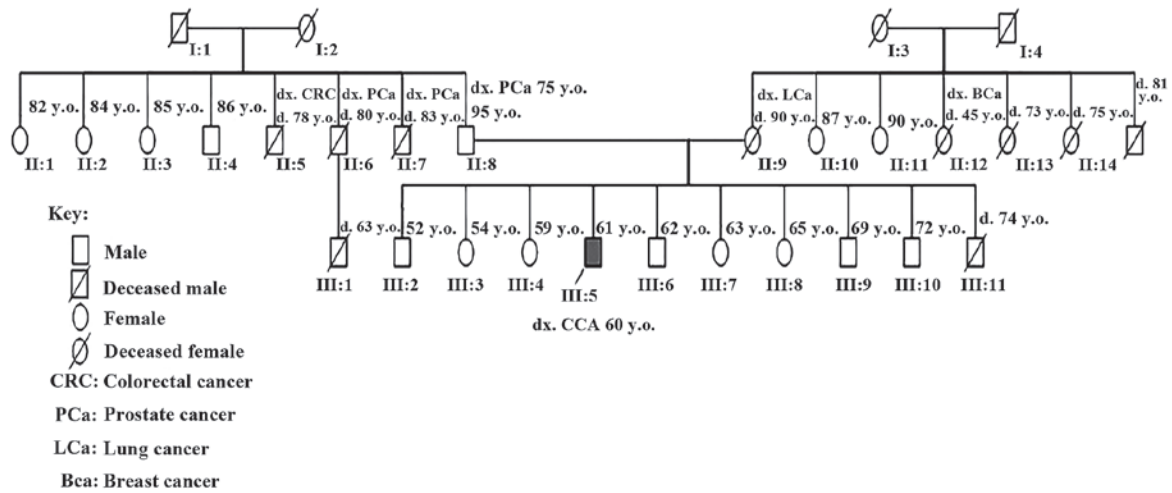 I:1
I:2
I:3
I:4
82 y.o.
84 y.o.
85 y.o.
86 y.o.
dx. CRC
d. 78 y.o.
dx. PCa
d. 80 y.o.
dx. PCa
d. 83 y.o.
dx. PCa 75 y.o.
95 y.o.
dx. LCa
d. 90 y.o.
87 y.o.
90 y.o.
dx. BCa
d. 45 y.o.
d. 73 y.o.
d. 75 y.o.
d. 81
y.o.
II:1
II:2
II:3
II:4
II:5
II:6
II:7
II:8
II:9
II:10
II:11
II:12
II:13
II:14
d. 63 y.o.
52 y.o.
54 y.o.
59 y.o.
61 y.o.
62 y.o.
63 y.o.
65 y.o.
69 y.o.
72 y.o.
d. 74 y.o.
III:1
III:2
III:3
III:4
III:5
III:6
III:7
III:8
III:9
III:10
III:11
dx. CCA 60 y.o.
Key:
Male
Deceased male
Female
Deceased female
CRC: Colorectal cancer
PCa: Prostate cancer
LCa: Lung cancer
Bca: Breast cancer